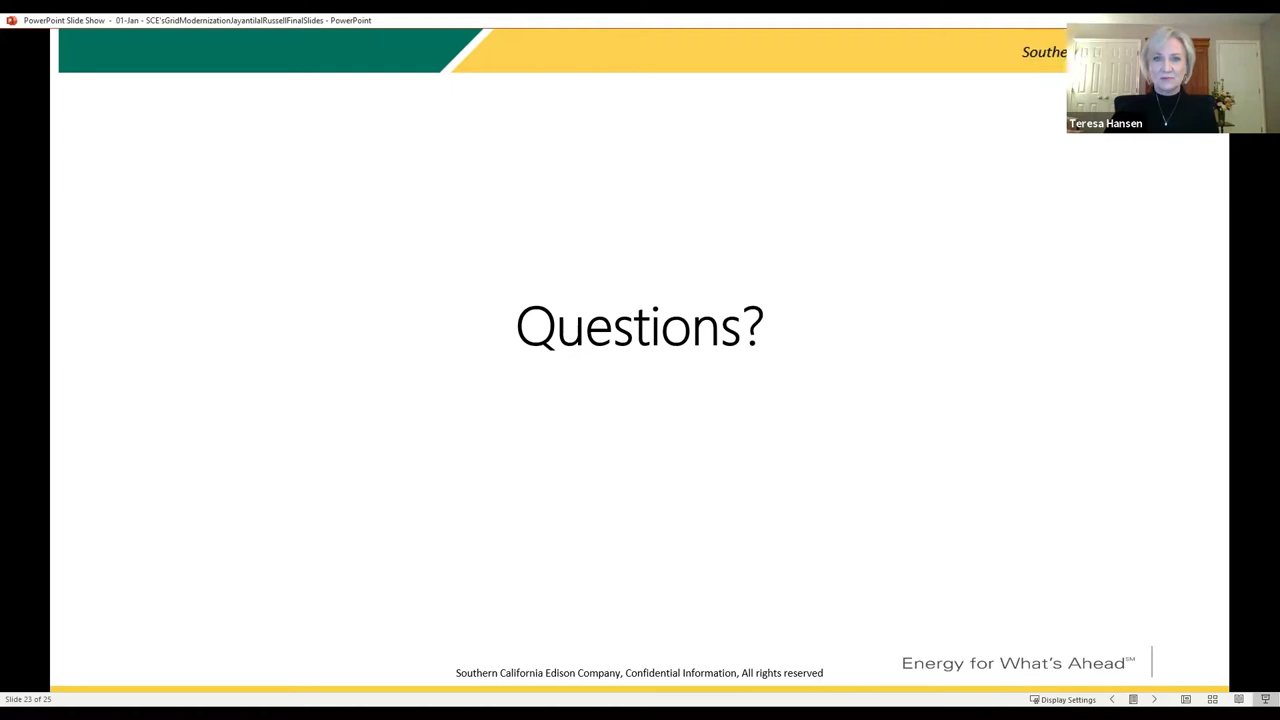 PowerPoint Slide Show - 01-Jan - SCE'sGridModernizationJayantilalRussellFinalSlides - PowerPoint
Southe
Teresa Hansen
Questions?
Energy for What's Ahead℠
Southern California Edison Company, Confidential Information, All rights reserved
Slide 23 of 25
Display Settings